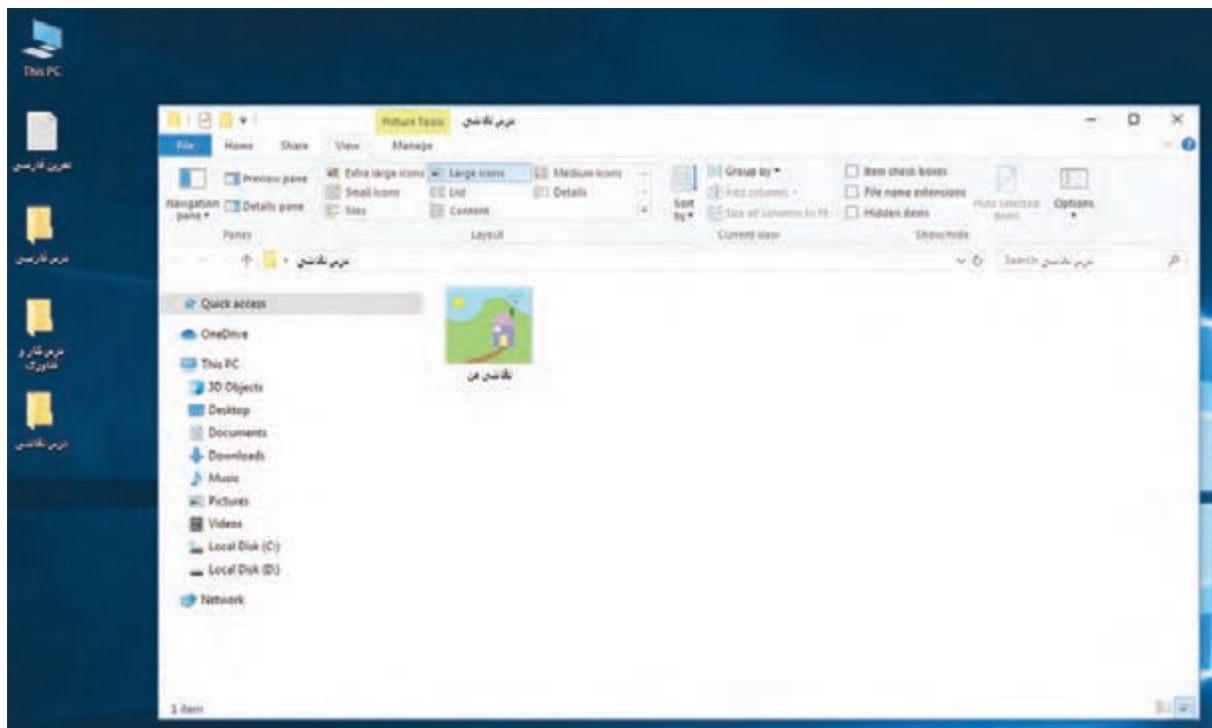 This PC
تمرین فارسی
درس فارسی
درس کار و
فناوری
درس نقاشی
Picture Tools درس نقاشی
File Home Share View Manage
Navigation
pane
Preview pane
Details pane
Panes
Extra large icons Large icons Medium icons
Small icons List Details
Tiles Content
Layout
Sort
by
Group by
Add columns
Size all columns to fit
Current view
Item check boxes
File name extensions
Hidden items
Hide selected
items
Show/hide
Options
درس نقاشی
Search درس نقاشی
Quick access
OneDrive
This PC
3D Objects
Desktop
Documents
Downloads
Music
Pictures
Videos
Local Disk (C:)
Local Disk (D:)
Network
نقاشی من
1 item